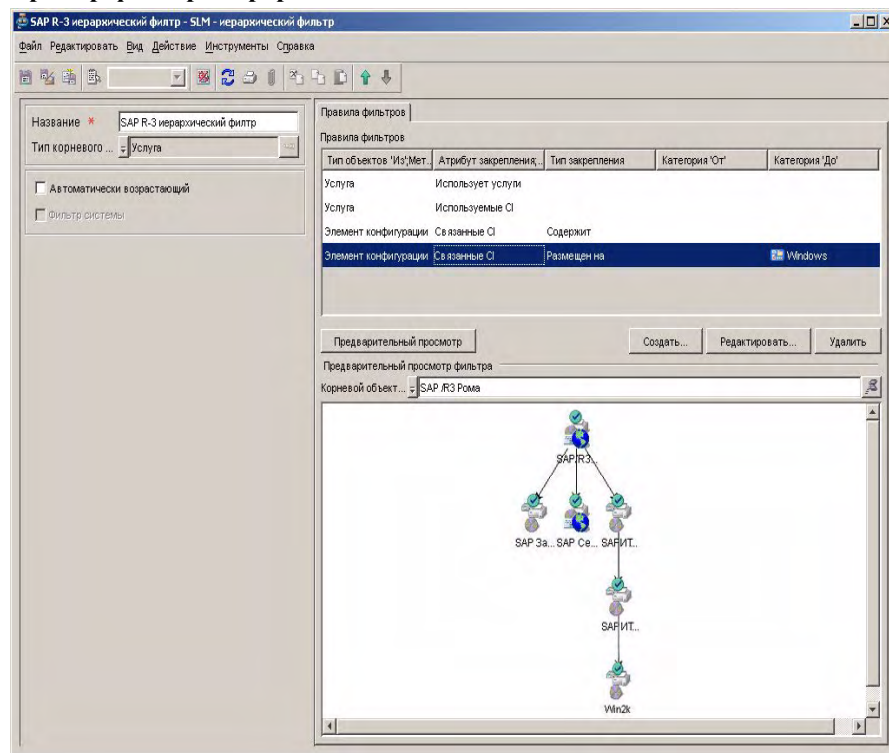 SAP R-3 иерархический филтр - SLM - иерархический фильтр
Файл Редактировать Вид Действие Инструменты Справка
Название * SAP R-3 иерархический филтр
Тип корневого ... Услуга
Автоматически возрастающий
Фильтр системы
Правила фильтров
Правила фильтров
Тип объектов 'Из';Мет... Атрибут закрепления;... Тип закрепления Категория 'От' Категория 'До'
Услуга Использует услуги
Услуга Используемые CI
Элемент конфигурации Связанные CI Содержит
Элемент конфигурации Связанные CI Размещен на Windows
Предварительный просмотр Создать... Редактировать... Удалить
Предварительный просмотр фильтра
Корневой объект... SAP /R3 Рома
SAP/R3...
SAP За... SAP Се... SAP ИТ...
SAP ИТ...
Win2k